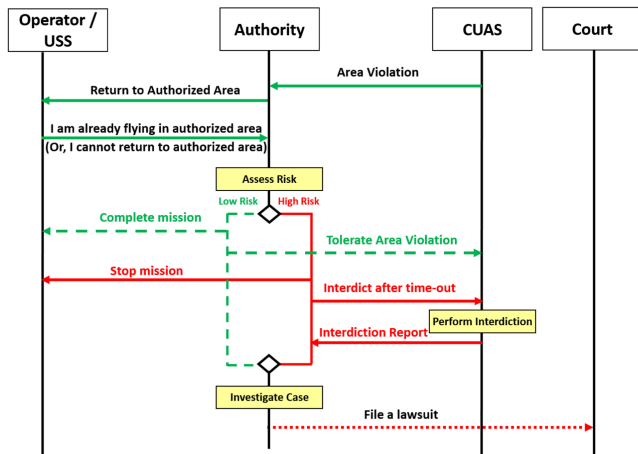 Operator /
USS
Authority
CUAS
Court
Area Violation
Return to Authorized Area
I am already flying in authorized area
(Or, I cannot return to authorized area)
Assess Risk
Low Risk
High Risk
Complete mission
Tolerate Area Violation
Stop mission
Interdict after time-out
Perform Interdiction
Interdiction Report
Investigate Case
File a lawsuit